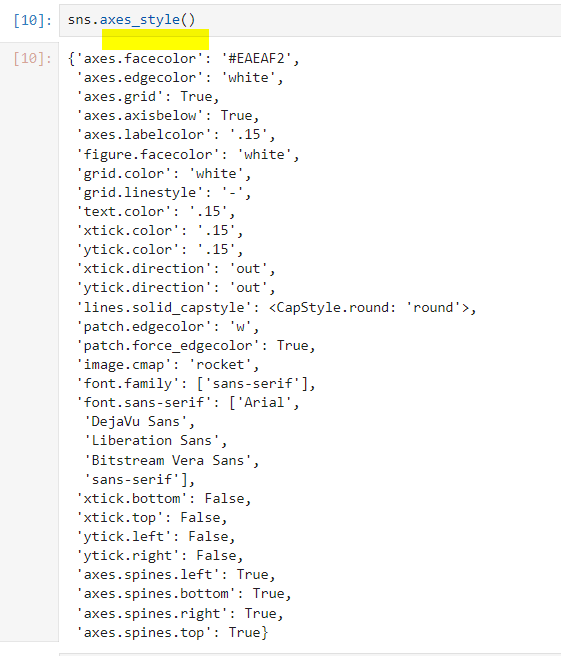 [10]: sns.axes_style()
[10]: {'axes.facecolor': '#EAEAF2',
'axes.edgecolor': 'white',
'axes.grid': True,
'axes.axisbelow': True,
'axes.labelcolor': '.15',
'figure.facecolor': 'white',
'grid.color': 'white',
'grid.linestyle': '-',
'text.color': '.15',
'xtick.color': '.15',
'ytick.color': '.15',
'xtick.direction': 'out',
'ytick.direction': 'out',
'lines.solid_capstyle': <CapStyle.round: 'round'>,
'patch.edgecolor': 'w',
'patch.force_edgecolor': True,
'image.cmap': 'rocket',
'font.family': ['sans-serif'],
'font.sans-serif': ['Arial',
'DejaVu Sans',
'Liberation Sans',
'Bitstream Vera Sans',
'sans-serif'],
'xtick.bottom': False,
'xtick.top': False,
'ytick.left': False,
'ytick.right': False,
'axes.spines.left': True,
'axes.spines.bottom': True,
'axes.spines.right': True,
'axes.spines.top': True}